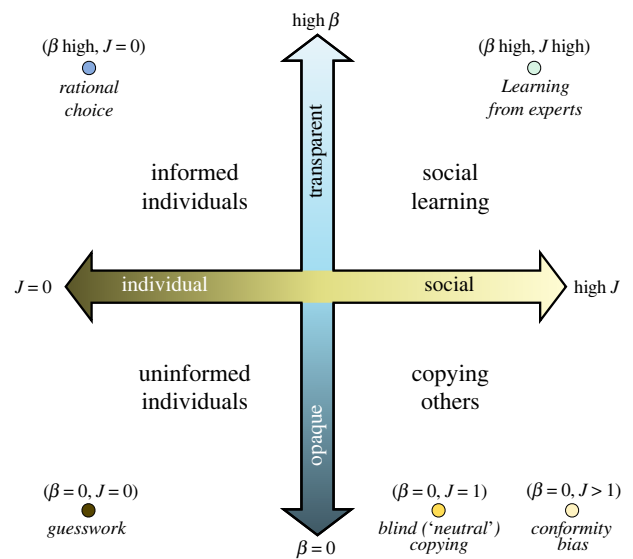 high β
(β high, J = 0)
rational
choice
(β high, J high)
Learning
from experts
transparent
informed
individuals
social
learning
J = 0
individual
social
high J
uninformed
individuals
copying
others
opaque
(β = 0, J = 0)
guesswork
(β = 0, J = 1)
blind (‘neutral’)
copying
(β = 0, J > 1)
conformity
bias
β = 0